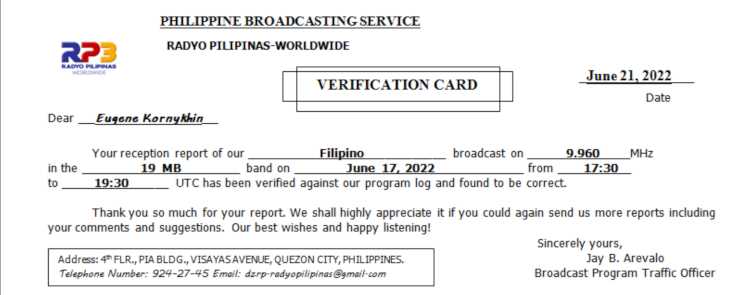 PHILIPPINE BROADCASTING SERVICE
RADYO PILIPINAS-WORLDWIDE
RP3
RADYO PILIPINAS
WORLDWIDE
VERIFICATION CARD
June 21, 2022
Date
Dear Eugene Kornykhin
Your reception report of our Filipino broadcast on 9.960 MHz
in the 19 MB band on June 17, 2022 from 17:30
to 19:30 UTC has been verified against our program log and found to be correct.
Thank you so much for your report. We shall highly appreciate it if you could again send us more reports including
your comments and suggestions. Our best wishes and happy listening!
Sincerely yours,
Jay B. Arevalo
Broadcast Program Traffic Officer
Address: 4th FLR., PIA BLDG., VISAYAS AVENUE, QUEZON CITY, PHILIPPINES.
Telephone Number: 924-27-45 Email: dzrp-radyopilipinas@gmail.com